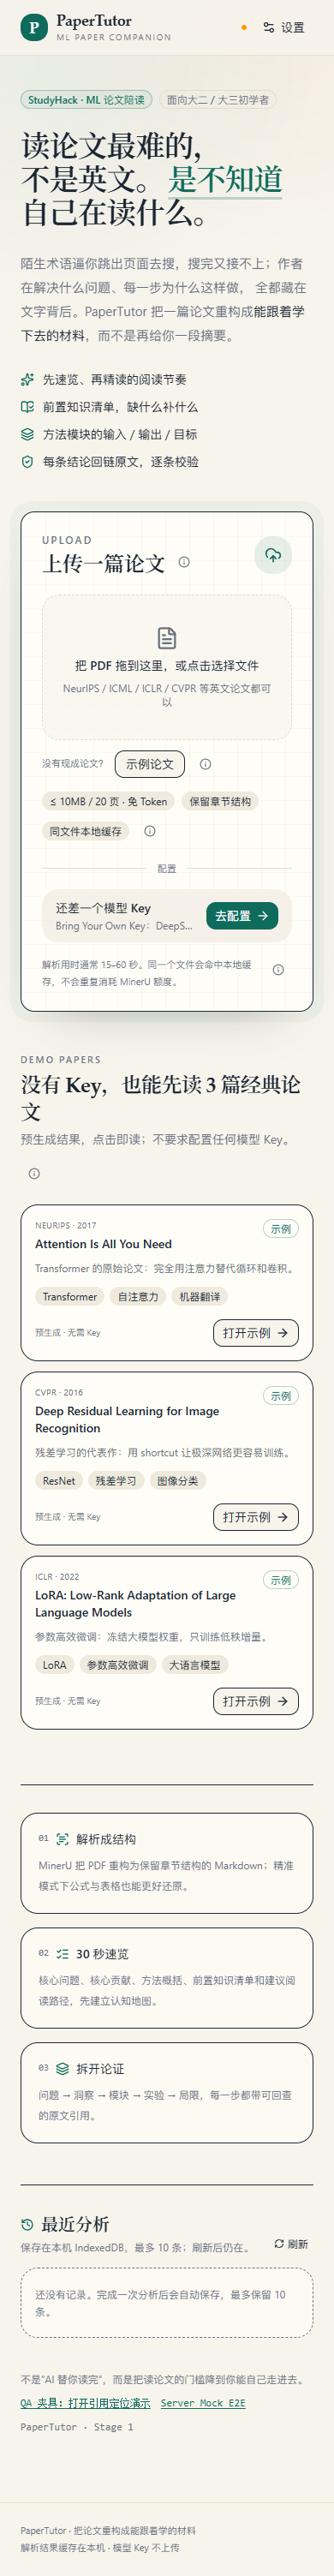 P PaperTutor
ML PAPER COMPANION
设置
StudyHack · ML 论文陪读
面向大二 / 大三初学者
读论文最难的，
不是英文。是不知道
自己在读什么。
陌生术语逼你跳出页面去搜，搜完又接不上；作者
在解决什么问题、每一步为什么这样做， 全都藏在
文字背后。PaperTutor 把一篇论文重构成能跟着学
下去的材料，而不是再给你一段摘要。
先速览、再精读的阅读节奏
前置知识清单，缺什么补什么
方法模块的输入 / 输出 / 目标
每条结论回链原文，逐条校验
UPLOAD
上传一篇论文
把 PDF 拖到这里，或点击选择文件
NeurIPS / ICML / ICLR / CVPR 等英文论文都可
以
没有现成论文？
示例论文
≤ 10MB / 20 页 · 免 Token
保留章节结构
同文件本地缓存
配置
还差一个模型 Key
Bring Your Own Key：DeepS...
去配置
解析用时通常 15–60 秒。同一个文件会命中本地缓
存，不会重复消耗 MinerU 额度。
DEMO PAPERS
没有 Key，也能先读 3 篇经典论
文
预生成结果，点击即读；不要求配置任何模型 Key。
NEURIPS · 2017
示例
Attention Is All You Need
Transformer 的原始论文：完全用注意力替代循环和卷积。
Transformer
自注意力
机器翻译
预生成 · 无需 Key
打开示例
CVPR · 2016
示例
Deep Residual Learning for Image
Recognition
残差学习的代表作：用 shortcut 让极深网络更容易训练。
ResNet
残差学习
图像分类
预生成 · 无需 Key
打开示例
ICLR · 2022
示例
LoRA: Low-Rank Adaptation of Large
Language Models
参数高效微调：冻结大模型权重，只训练低秩增量。
LoRA
参数高效微调
大语言模型
预生成 · 无需 Key
打开示例
01 解析成结构
MinerU 把 PDF 重构为保留章节结构的 Markdown；精准
模式下公式与表格也能更好还原。
02 30 秒速览
核心问题、核心贡献、方法概括、前置知识清单和建议阅
读路径，先建立认知地图。
03 拆开论证
问题 → 洞察 → 模块 → 实验 → 局限，每一步都带可回查
的原文引用。
最近分析
保存在本机 IndexedDB，最多 10 条；刷新后仍在。
刷新
还没有记录。完成一次分析后会自动保存，最多保留 10
条。
不是“AI 替你读完”，而是把读论文的门槛降到你能自己走进去。
QA 夹具：打开引用定位演示
Server Mock E2E
PaperTutor · Stage 1
PaperTutor · 把论文重构成能跟着学的材料
解析结果缓存在本机 · 模型 Key 不上传